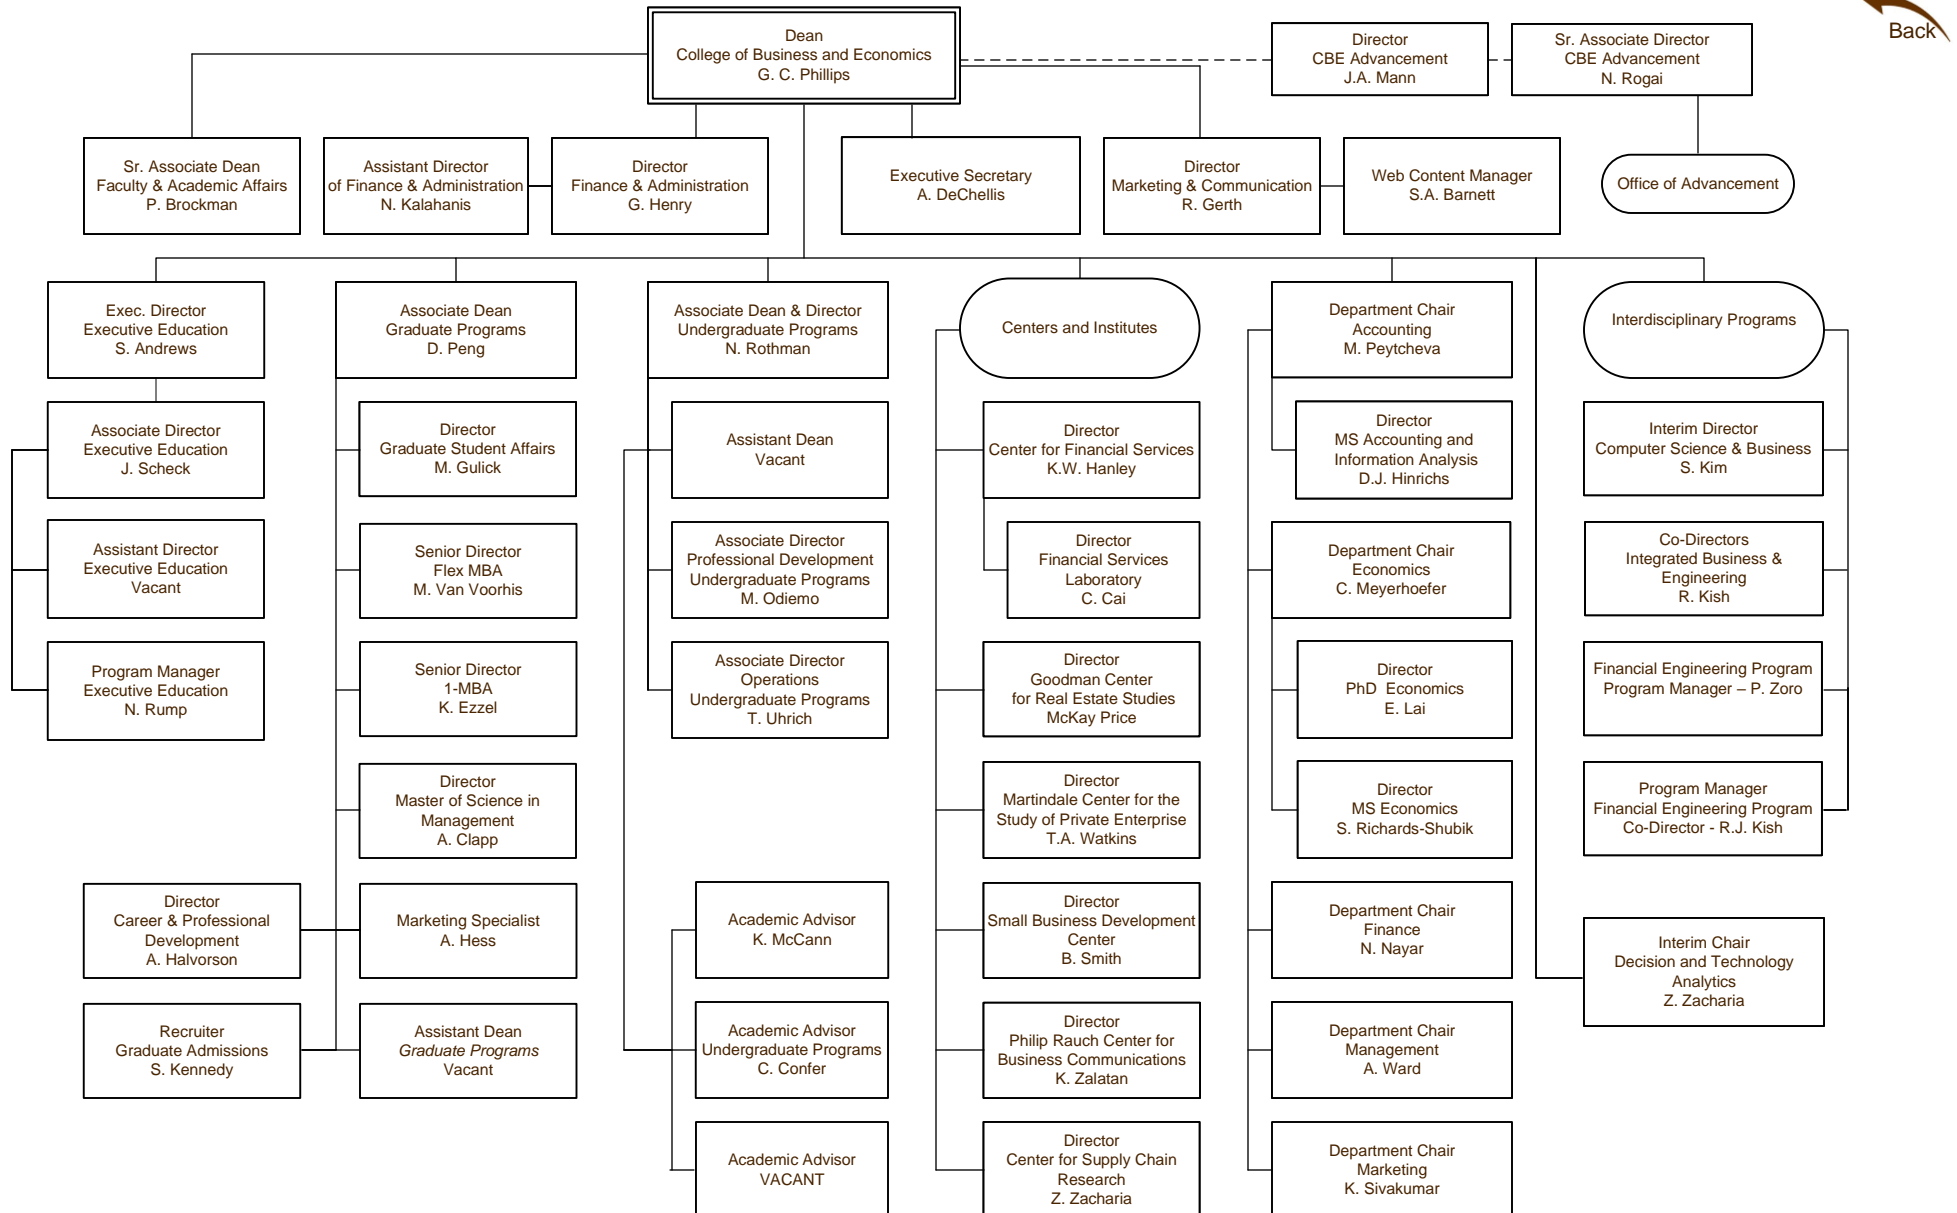 Back
Dean
College of Business and Economics
G. C. Phillips
Director
CBE Advancement
J.A. Mann
Sr. Associate Director
CBE Advancement
N. Rogai
Sr. Associate Dean
Faculty & Academic Affairs
P. Brockman
Assistant Director
of Finance & Administration
N. Kalahanis
Director
Finance & Administration
G. Henry
Executive Secretary
A. DeChellis
Director
Marketing & Communication
R. Gerth
Web Content Manager
S.A. Barnett
Office of Advancement
Exec. Director
Executive Education
S. Andrews
Associate Dean
Graduate Programs
D. Peng
Associate Dean & Director
Undergraduate Programs
N. Rothman
Centers and Institutes
Department Chair
Accounting
M. Peytcheva
Interdisciplinary Programs
Associate Director
Executive Education
J. Scheck
Director
Graduate Student Affairs
M. Gulick
Assistant Dean
Vacant
Director
Center for Financial Services
K.W. Hanley
Director
MS Accounting and
Information Analysis
D.J. Hinrichs
Interim Director
Computer Science & Business
S. Kim
Assistant Director
Executive Education
Vacant
Senior Director
Flex MBA
M. Van Voorhis
Associate Director
Professional Development
Undergraduate Programs
M. Odiemo
Director
Financial Services
Laboratory
C. Cai
Department Chair
Economics
C. Meyerhoefer
Co-Directors
Integrated Business &
Engineering
R. Kish
Program Manager
Executive Education
N. Rump
Senior Director
1-MBA
K. Ezzel
Associate Director
Operations
Undergraduate Programs
T. Uhrich
Director
Goodman Center
for Real Estate Studies
McKay Price
Director
PhD  Economics
E. Lai
Financial Engineering Program
Program Manager – P. Zoro
Director
Master of Science in
Management
A. Clapp
Director
Martindale Center for the
Study of Private Enterprise
T.A. Watkins
Director
MS Economics
S. Richards-Shubik
Program Manager
Financial Engineering Program
Co-Director - R.J. Kish
Director
Career & Professional
Development
A. Halvorson
Marketing Specialist
A. Hess
Academic Advisor
K. McCann
Director
Small Business Development
Center
B. Smith
Department Chair
Finance
N. Nayar
Interim Chair
Decision and Technology
Analytics
Z. Zacharia
Recruiter
Graduate Admissions
S. Kennedy
Assistant Dean
Graduate Programs
Vacant
Academic Advisor
Undergraduate Programs
C. Confer
Director
Philip Rauch Center for
Business Communications
K. Zalatan
Department Chair
Management
A. Ward
Academic Advisor
VACANT
Director
Center for Supply Chain
Research
Z. Zacharia
Department Chair
Marketing
K. Sivakumar